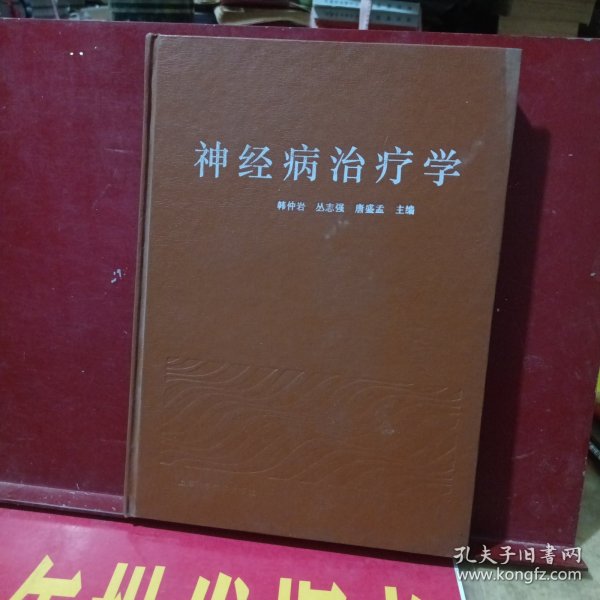 神经病治疗学
韩仲岩 丛志强 唐盛孟 主编
孔夫子旧书网
www.kongfz.com